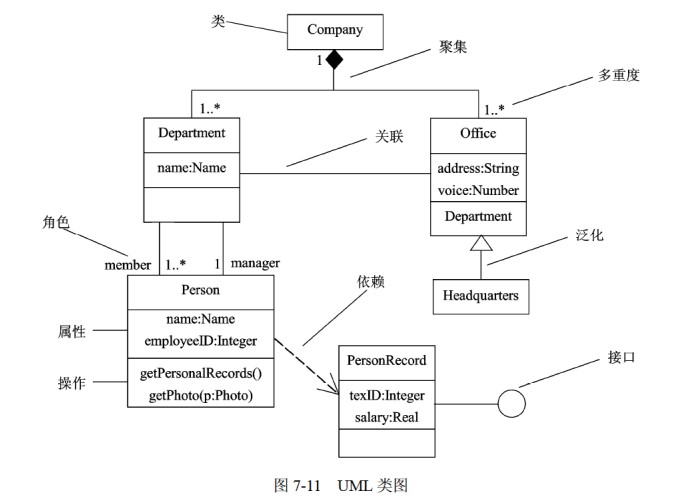 类
Company
1
聚集
多重度
1..*
1..*
Department
Office
name:Name
关联
address:String
voice:Number
Department
角色
泛化
member
1..*
1
manager
Person
依赖
Headquarters
name:Name
属性
employeeID:Integer
接口
PersonRecord
操作
getPersonalRecords()
getPhoto(p:Photo)
texID:Integer
salary:Real
图 7-11 UML 类图